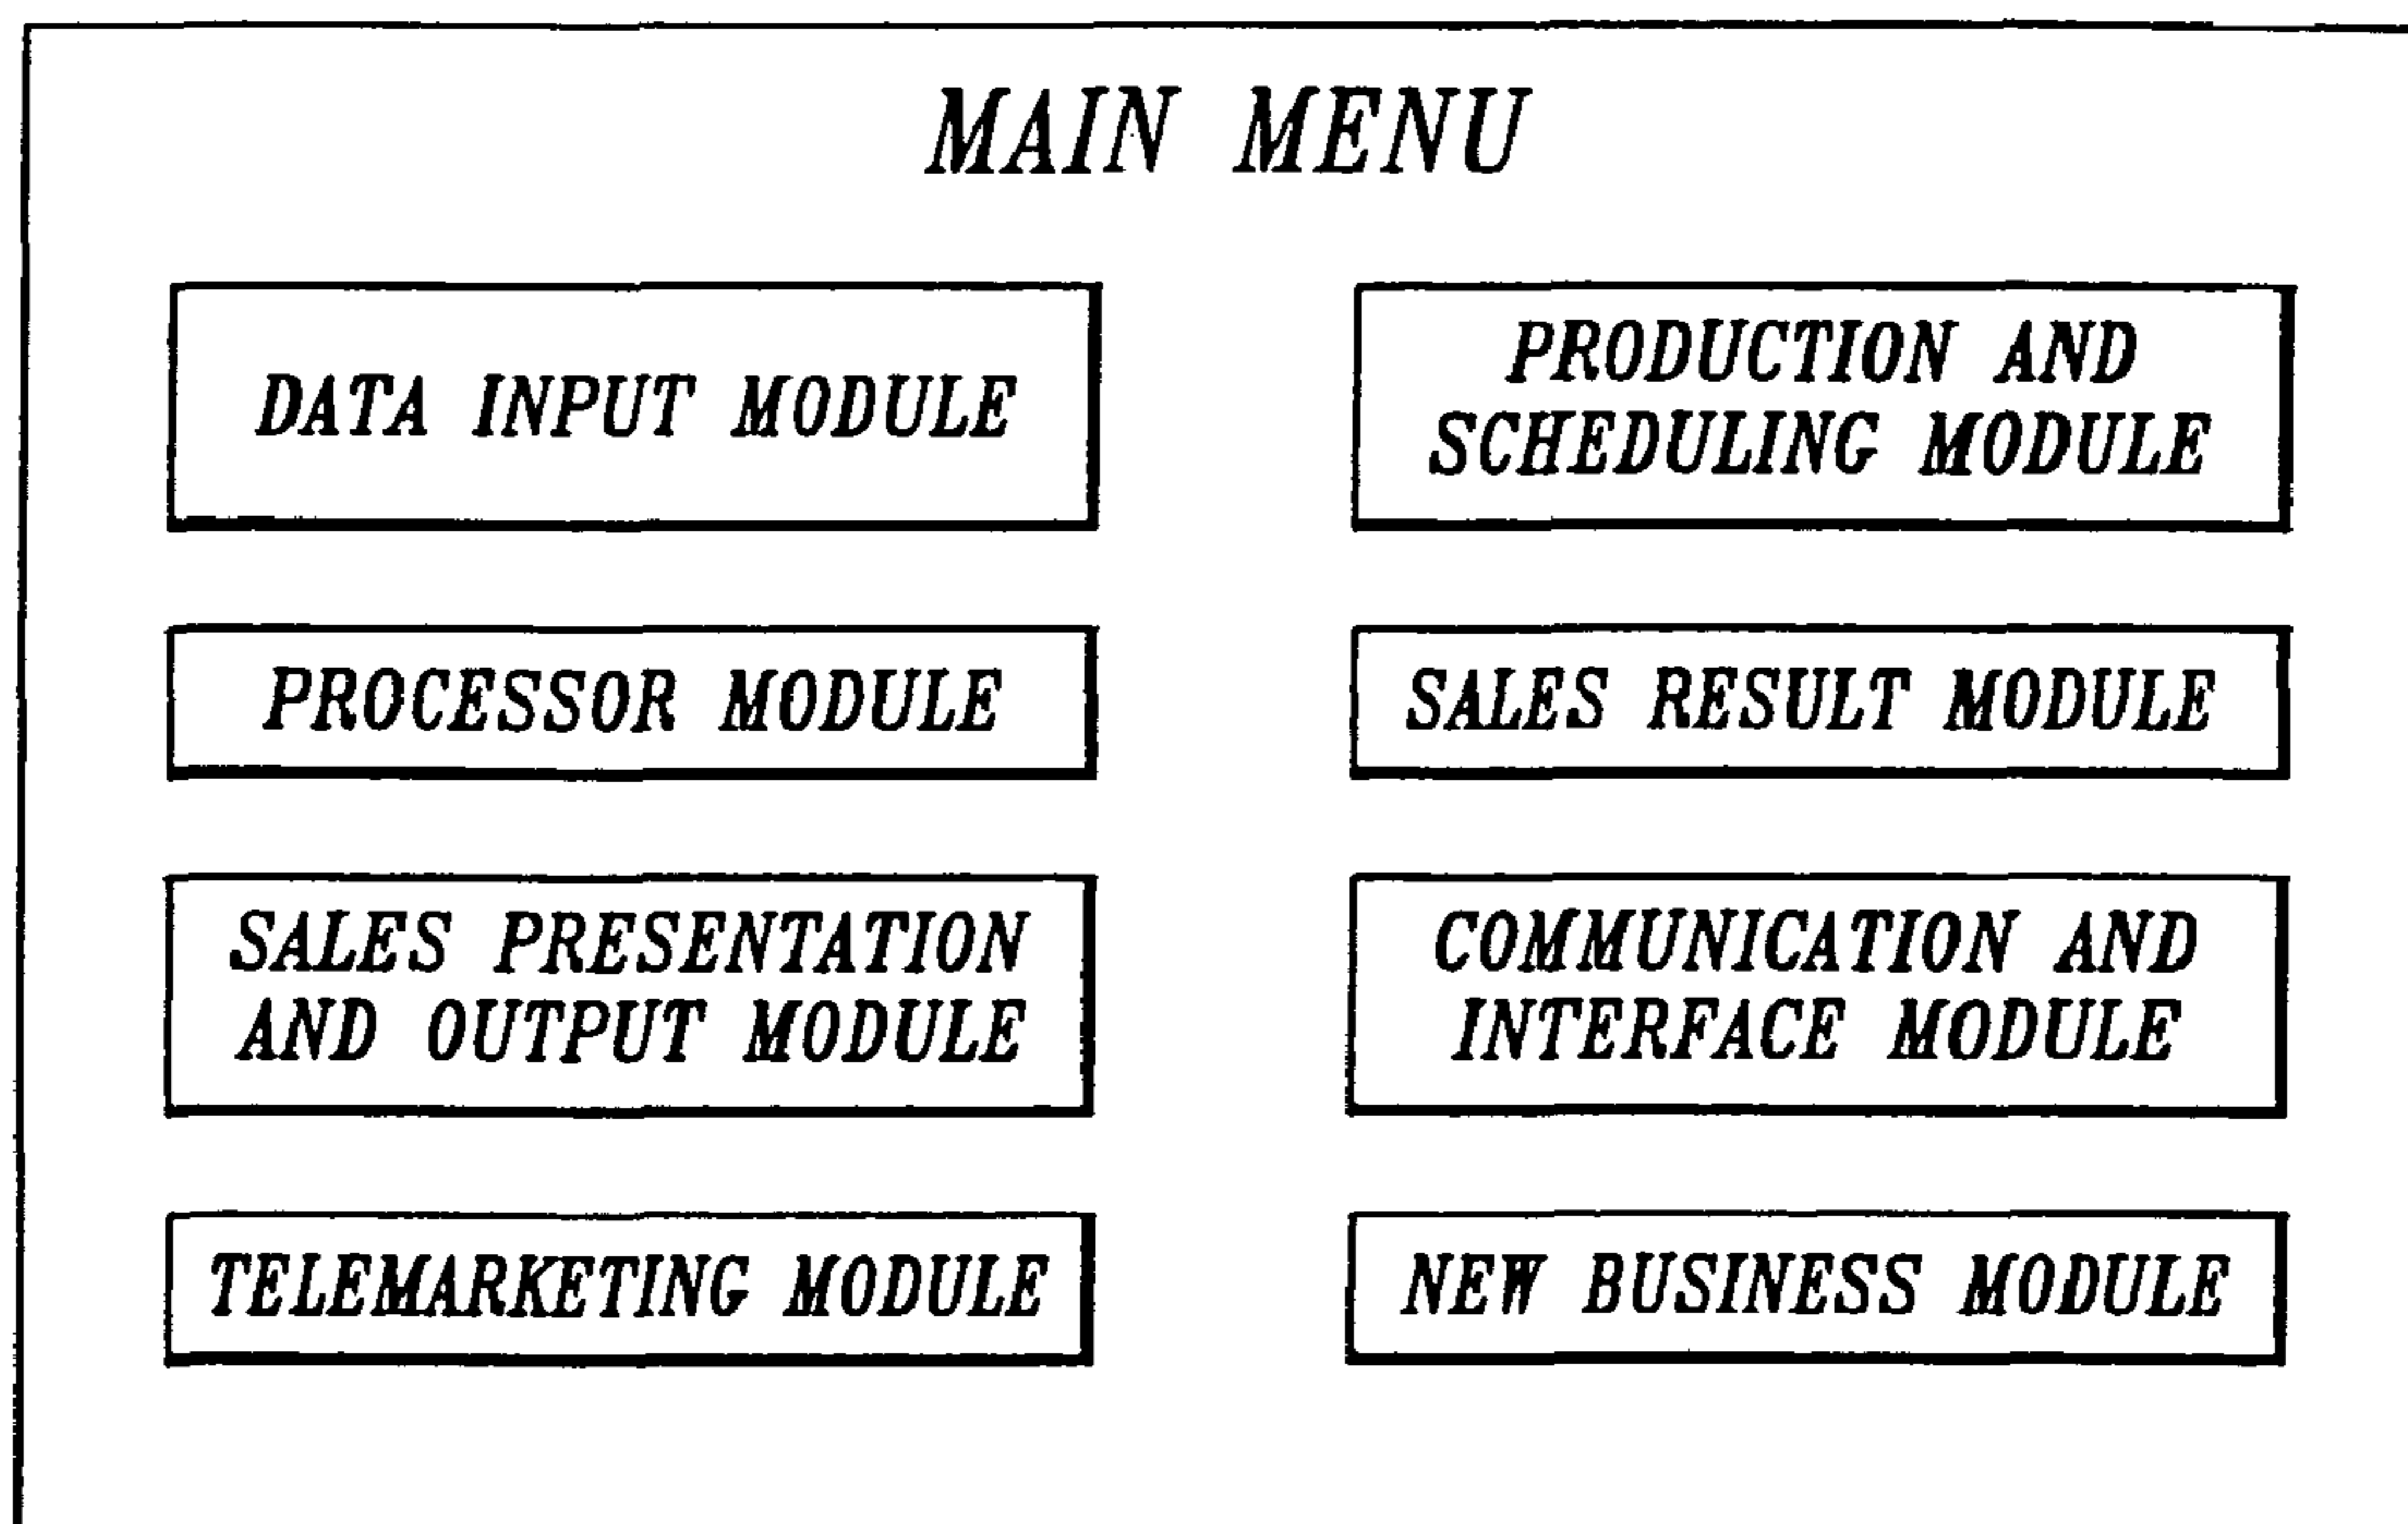 MAIN MENU
DATA INPUT MODULE
PRODUCTION AND
SCHEDULING MODULE
PROCESSOR MODULE
SALES RESULT MODULE
SALES PRESENTATION
AND OUTPUT MODULE
COMMUNICATION AND
INTERFACE MODULE
TELEMARKETING MODULE
NEW BUSINESS MODULE